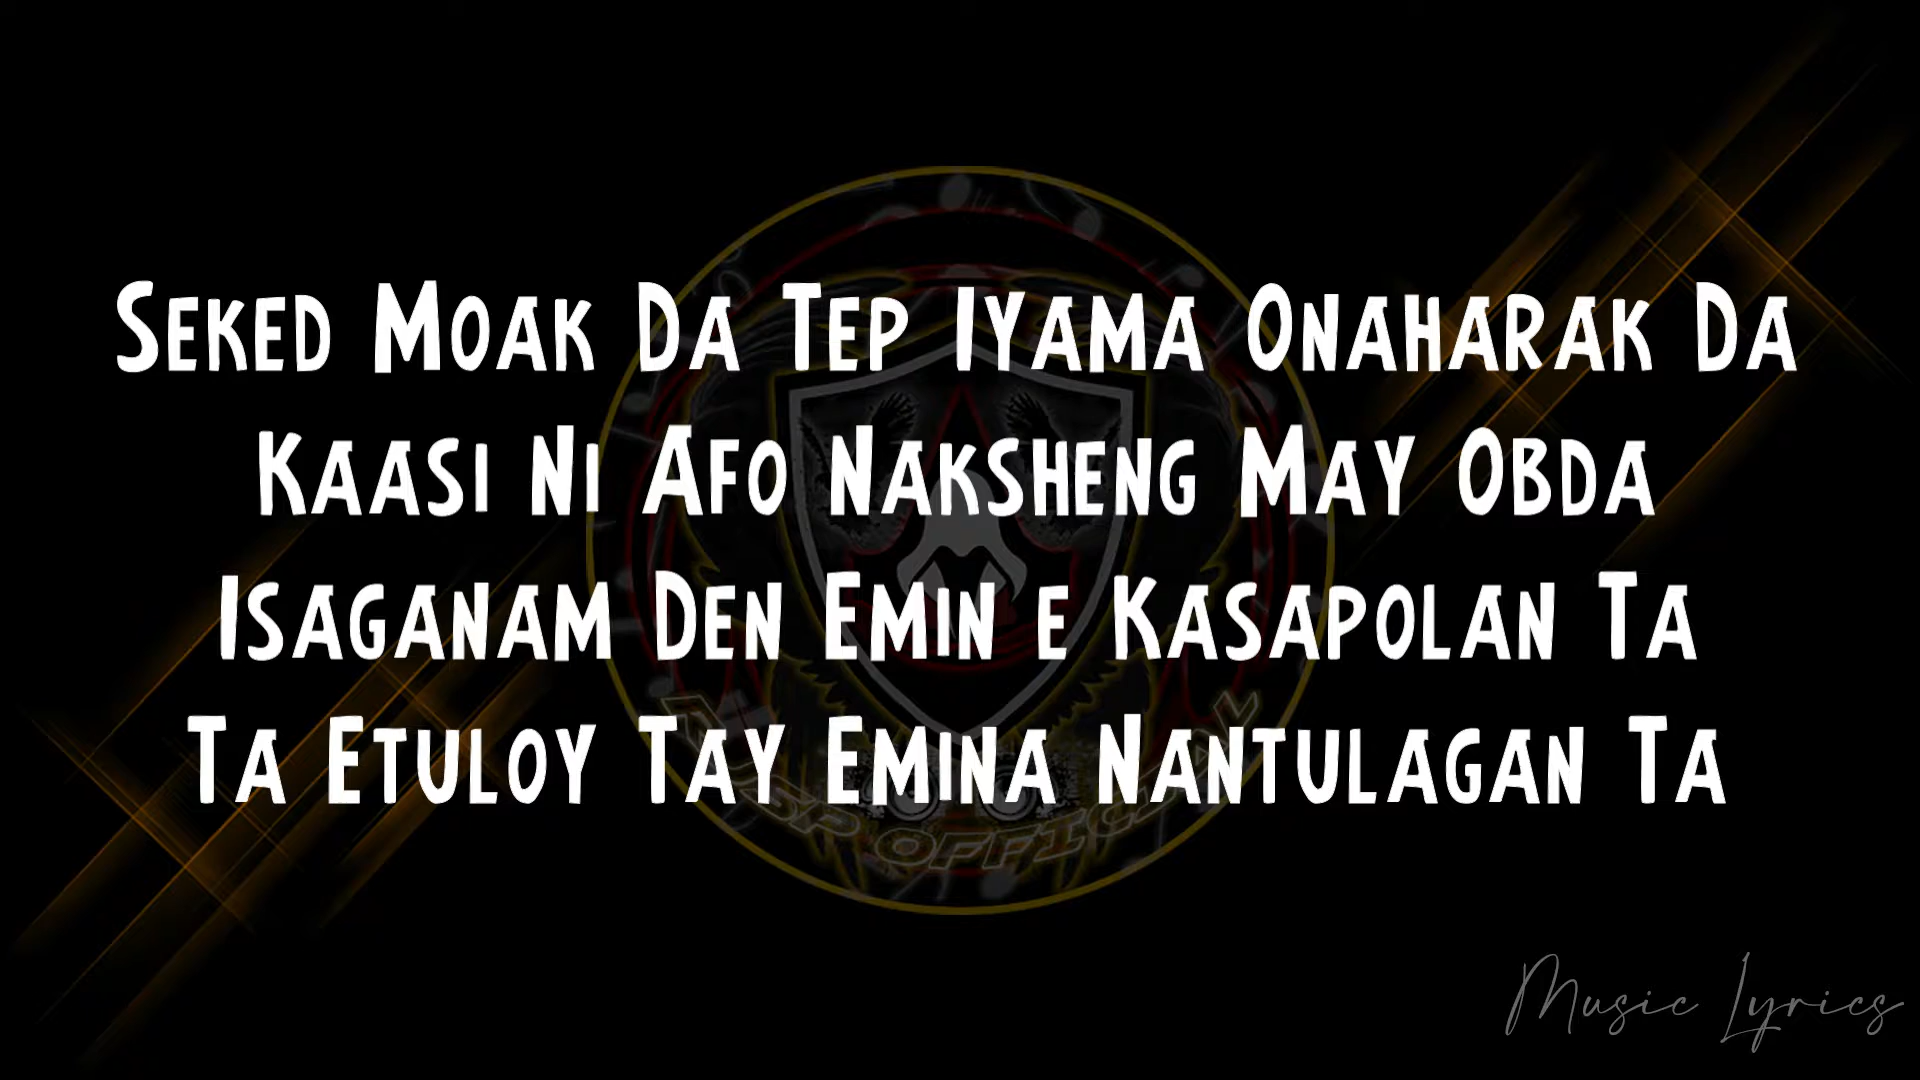 Seked Moak Da Tep Iyama Onaharak Da
Kaasi Ni Afo Naksheng May Obda
Isaganam Den Emin e Kasapolan Ta
Ta Etuloy Tay Emina Nantulagan Ta
OFFICIAL
Music Lyrics